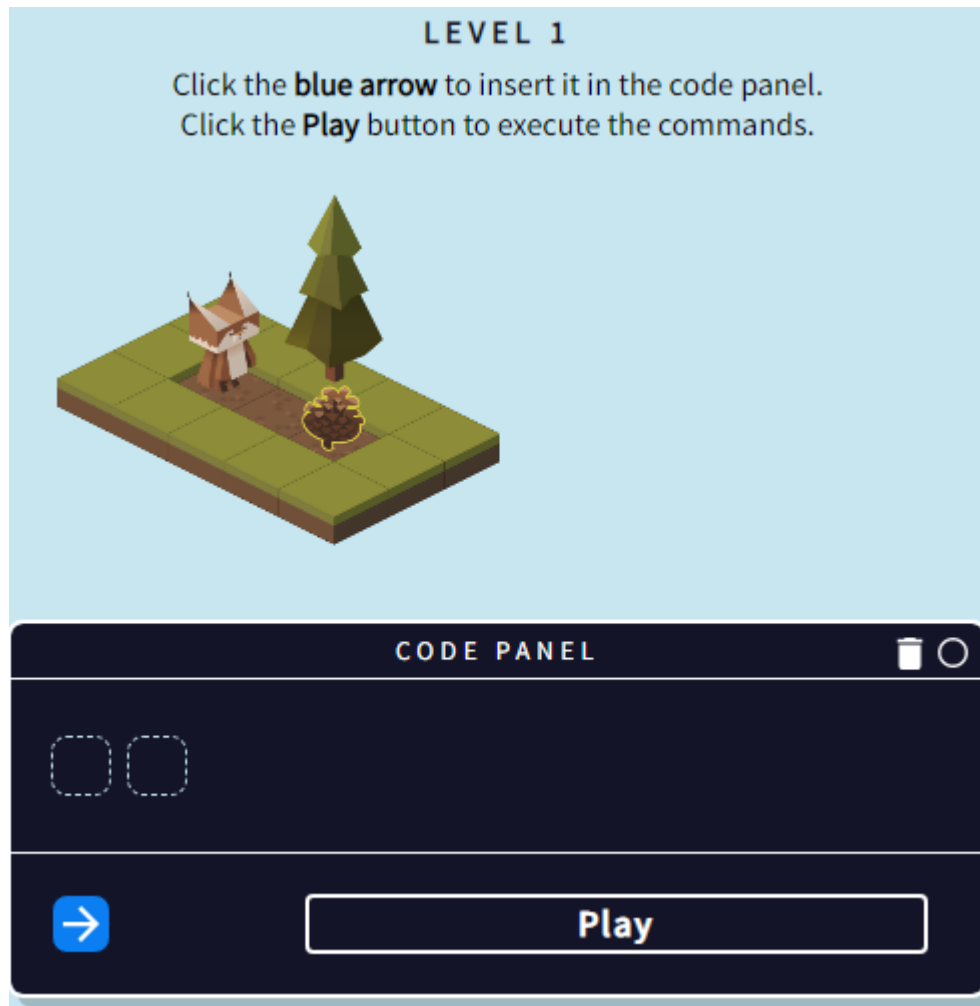 LEVEL 1
Click the blue arrow to insert it in the code panel.
Click the Play button to execute the commands.
CODE PANEL
Play